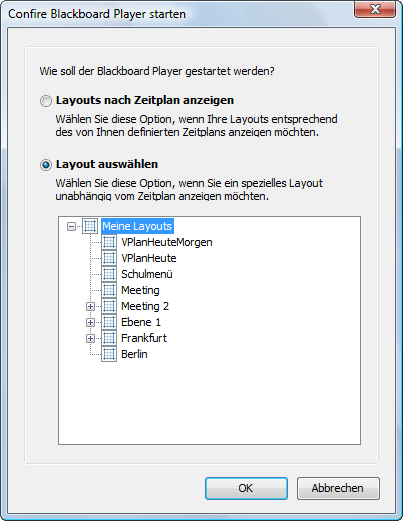 Confire Blackboard Player starten
Wie soll der Blackboard Player gestartet werden?
Layouts nach Zeitplan anzeigen
Wählen Sie diese Option, wenn Ihre Layouts entsprechend
des von Ihnen definierten Zeitplans anzeigen möchten.
Layout auswählen
Wählen Sie diese Option, wenn Sie ein spezielles Layout
unabhängig vom Zeitplan anzeigen möchten.
Meine Layouts
VPlanHeuteMorgen
VPlanHeute
Schulmenü
Meeting
Meeting 2
Ebene 1
Frankfurt
Berlin
OK
Abbrechen